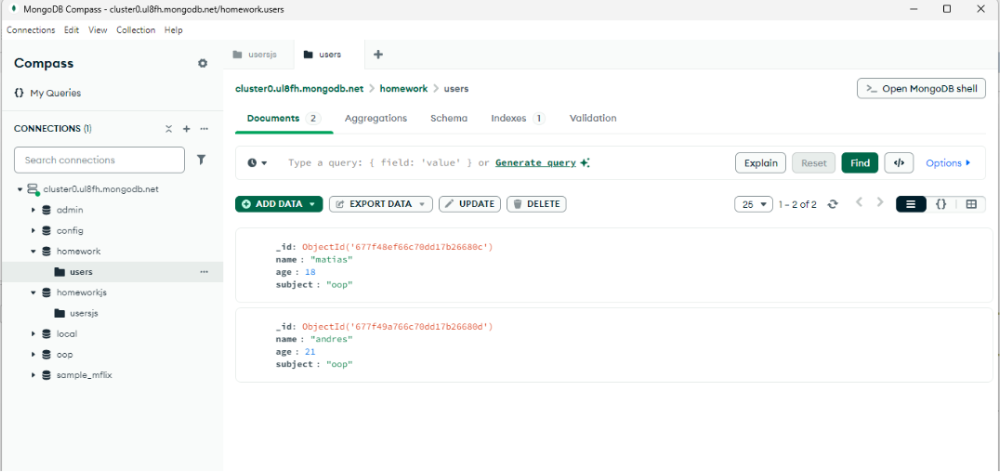 MongoDB Compass - cluster0.ul8fh.mongodb.net/homework.users
Connections Edit View Collection Help
Compass
{} My Queries
CONNECTIONS (1)
Search connections
cluster0.ul8fh.mongodb.net
admin
config
homework
users
homeworkjs
usersjs
local
oop
sample_mflix
usersjs users
cluster0.ul8fh.mongodb.net > homework > users
>_ Open MongoDB shell
Documents 2 Aggregations Schema Indexes 1 Validation
Type a query: { field: 'value' } or Generate query
Explain Reset Find </> Options
ADD DATA EXPORT DATA UPDATE DELETE
25 1 – 2 of 2 {}
_id: ObjectId('677f48ef66c70dd17b26680c')
name : "matias"
age : 18
subject : "oop"
_id: ObjectId('677f49a766c70dd17b26680d')
name : "andres"
age : 21
subject : "oop"